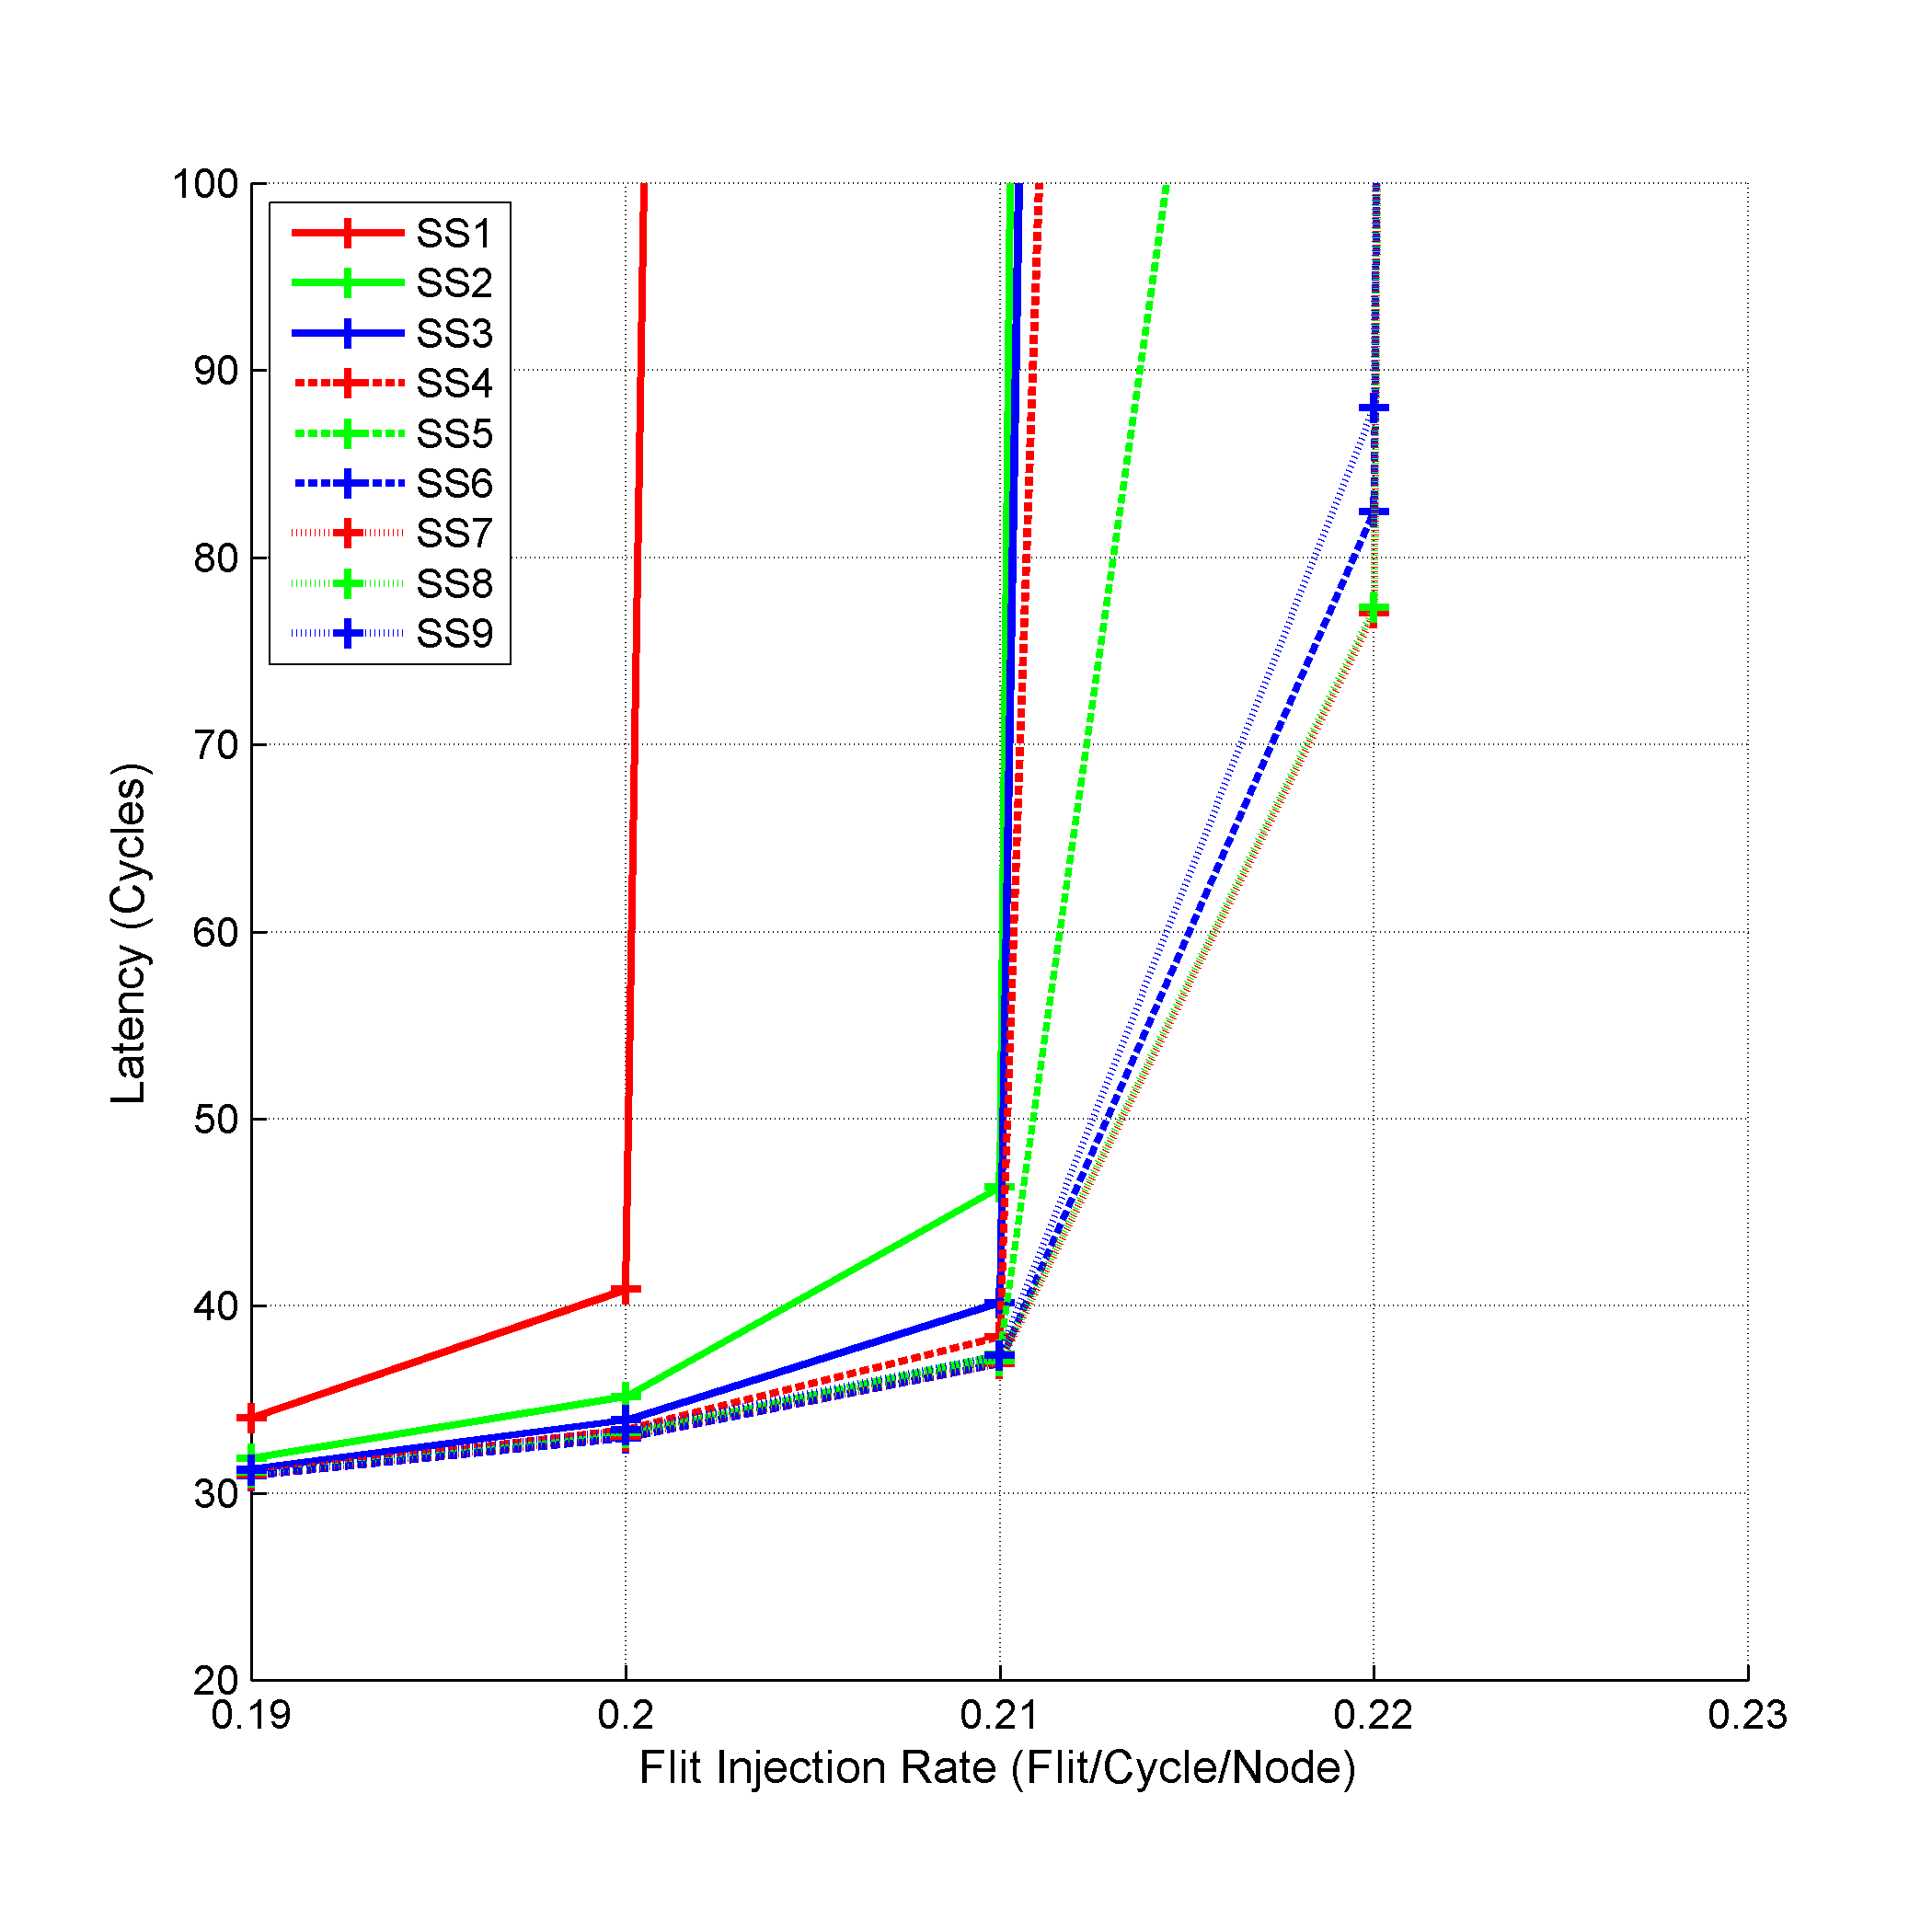 100
90
80
70
60
50
40
30
20
Latency (Cycles)
SS1
SS2
SS3
SS4
SS5
SS6
SS7
SS8
SS9
0.19 0.2 0.21 0.22 0.23
Flit Injection Rate (Flit/Cycle/Node)